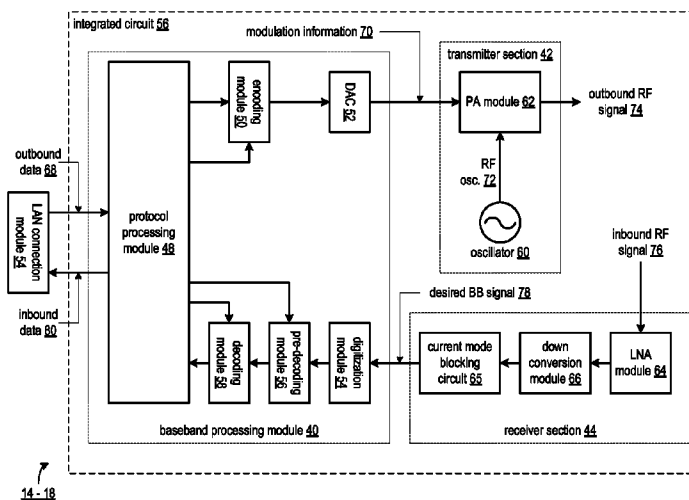 integrated circuit 56
modulation information 70
transmitter section 42
encoding
module 50
DAC 52
PA module 62
outbound RF
signal 74
outbound
data 68
RF
osc. 72
LAN connection
module 54
protocol
processing
module 48
oscillator 60
inbound RF
signal 76
inbound
data 80
desired BB signal 78
decoding
module 58
pre-decoding
module 56
digitization
module 54
current mode
blocking
circuit 65
down
conversion
module 66
LNA
module 64
baseband processing module 40
receiver section 44
14 - 18